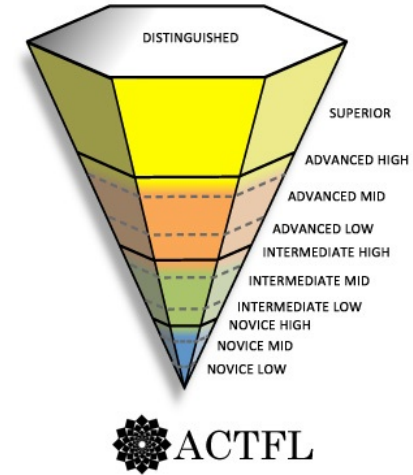 DISTINGUISHED
SUPERIOR
ADVANCED HIGH
ADVANCED MID
ADVANCED LOW
INTERMEDIATE HIGH
INTERMEDIATE MID
INTERMEDIATE LOW
NOVICE HIGH
NOVICE MID
NOVICE LOW
ACTFL